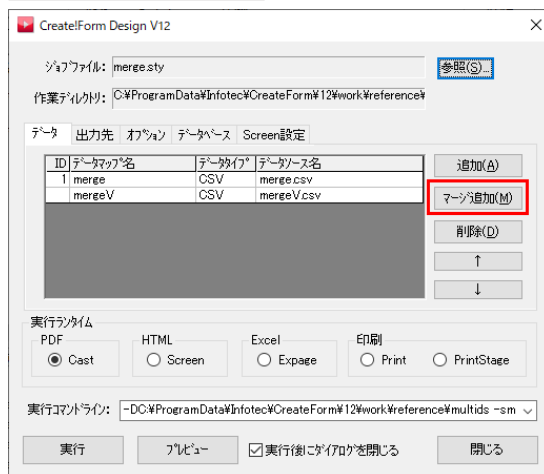 Create!Form Design V12
ジョブファイル: merge.sty 参照(S)...
作業ディレクトリ: C:¥ProgramData¥Infotec¥CreateForm¥12¥work¥reference¥
データ 出力先 オプション データベース Screen設定
ID データマップ名 データタイプ データソース名
1 merge CSV merge.csv
mergeV CSV mergeV.csv
追加(A)
マージ追加(M)
削除(D)
↑
↓
実行ランタイム
PDF HTML Excel 印刷
Cast Screen Expage Print PrintStage
実行コマンドライン: -DC:¥ProgramData¥Infotec¥CreateForm¥12¥work¥reference¥multids -sm
実行 プレビュー 実行後にダイアログを閉じる 閉じる